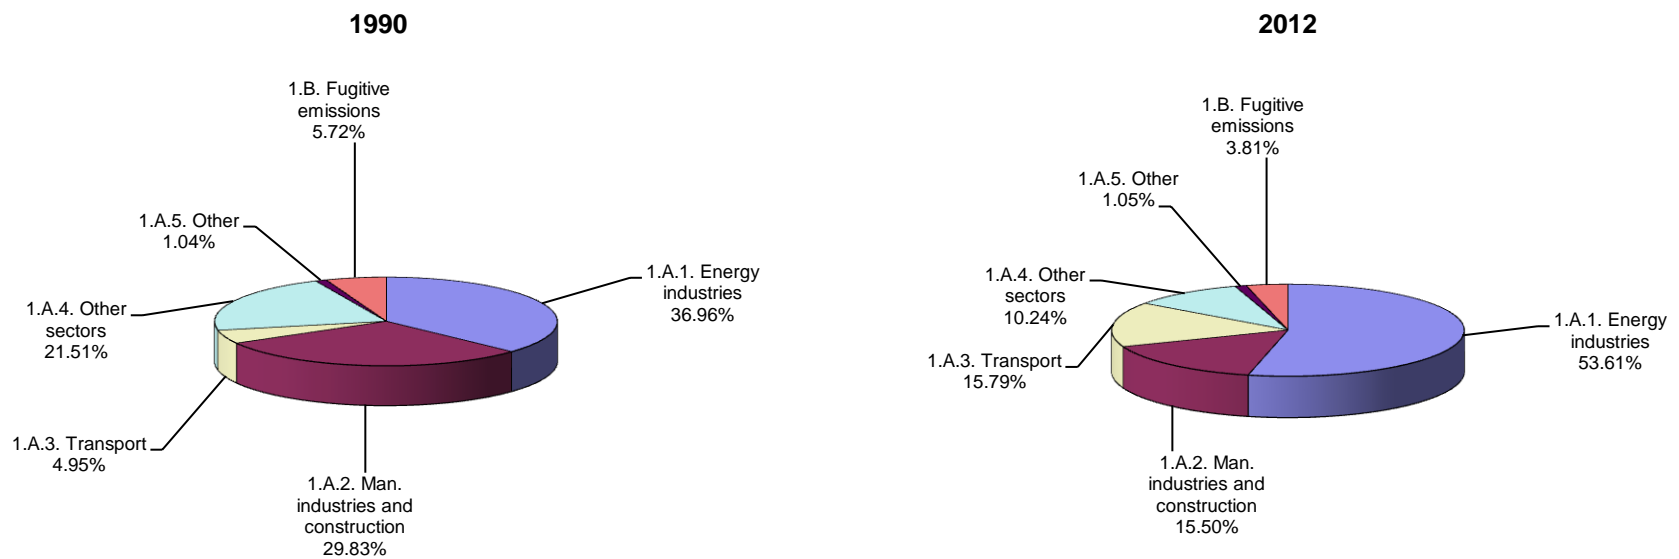 1990
1.B. Fugitive
emissions
5.72%
1.A.5. Other
1.04%
1.A.1. Energy
industries
36.96%
1.A.4. Other
sectors
21.51%
1.A.3. Transport
4.95%
1.A.2. Man.
industries and
construction
29.83%
2012
1.B. Fugitive
emissions
3.81%
1.A.5. Other
1.05%
1.A.4. Other
sectors
10.24%
1.A.1. Energy
industries
53.61%
1.A.3. Transport
15.79%
1.A.2. Man.
industries and
construction
15.50%